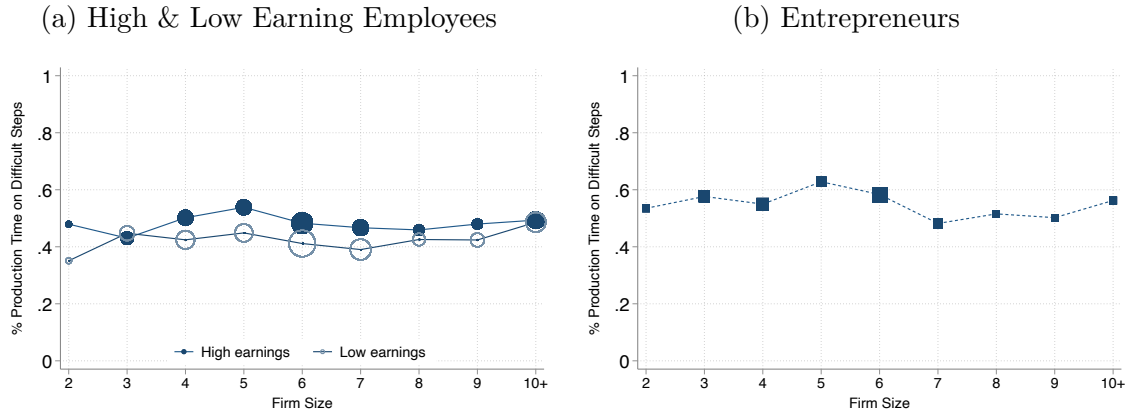 (a) High & Low Earning Employees
% Production Time on Difficult Steps
1
.8
.6
.4
.2
0
High earnings
Low earnings
2 3 4 5 6 7 8 9 10+
Firm Size
(b) Entrepreneurs
% Production Time on Difficult Steps
1
.8
.6
.4
.2
0
2 3 4 5 6 7 8 9 10+
Firm Size